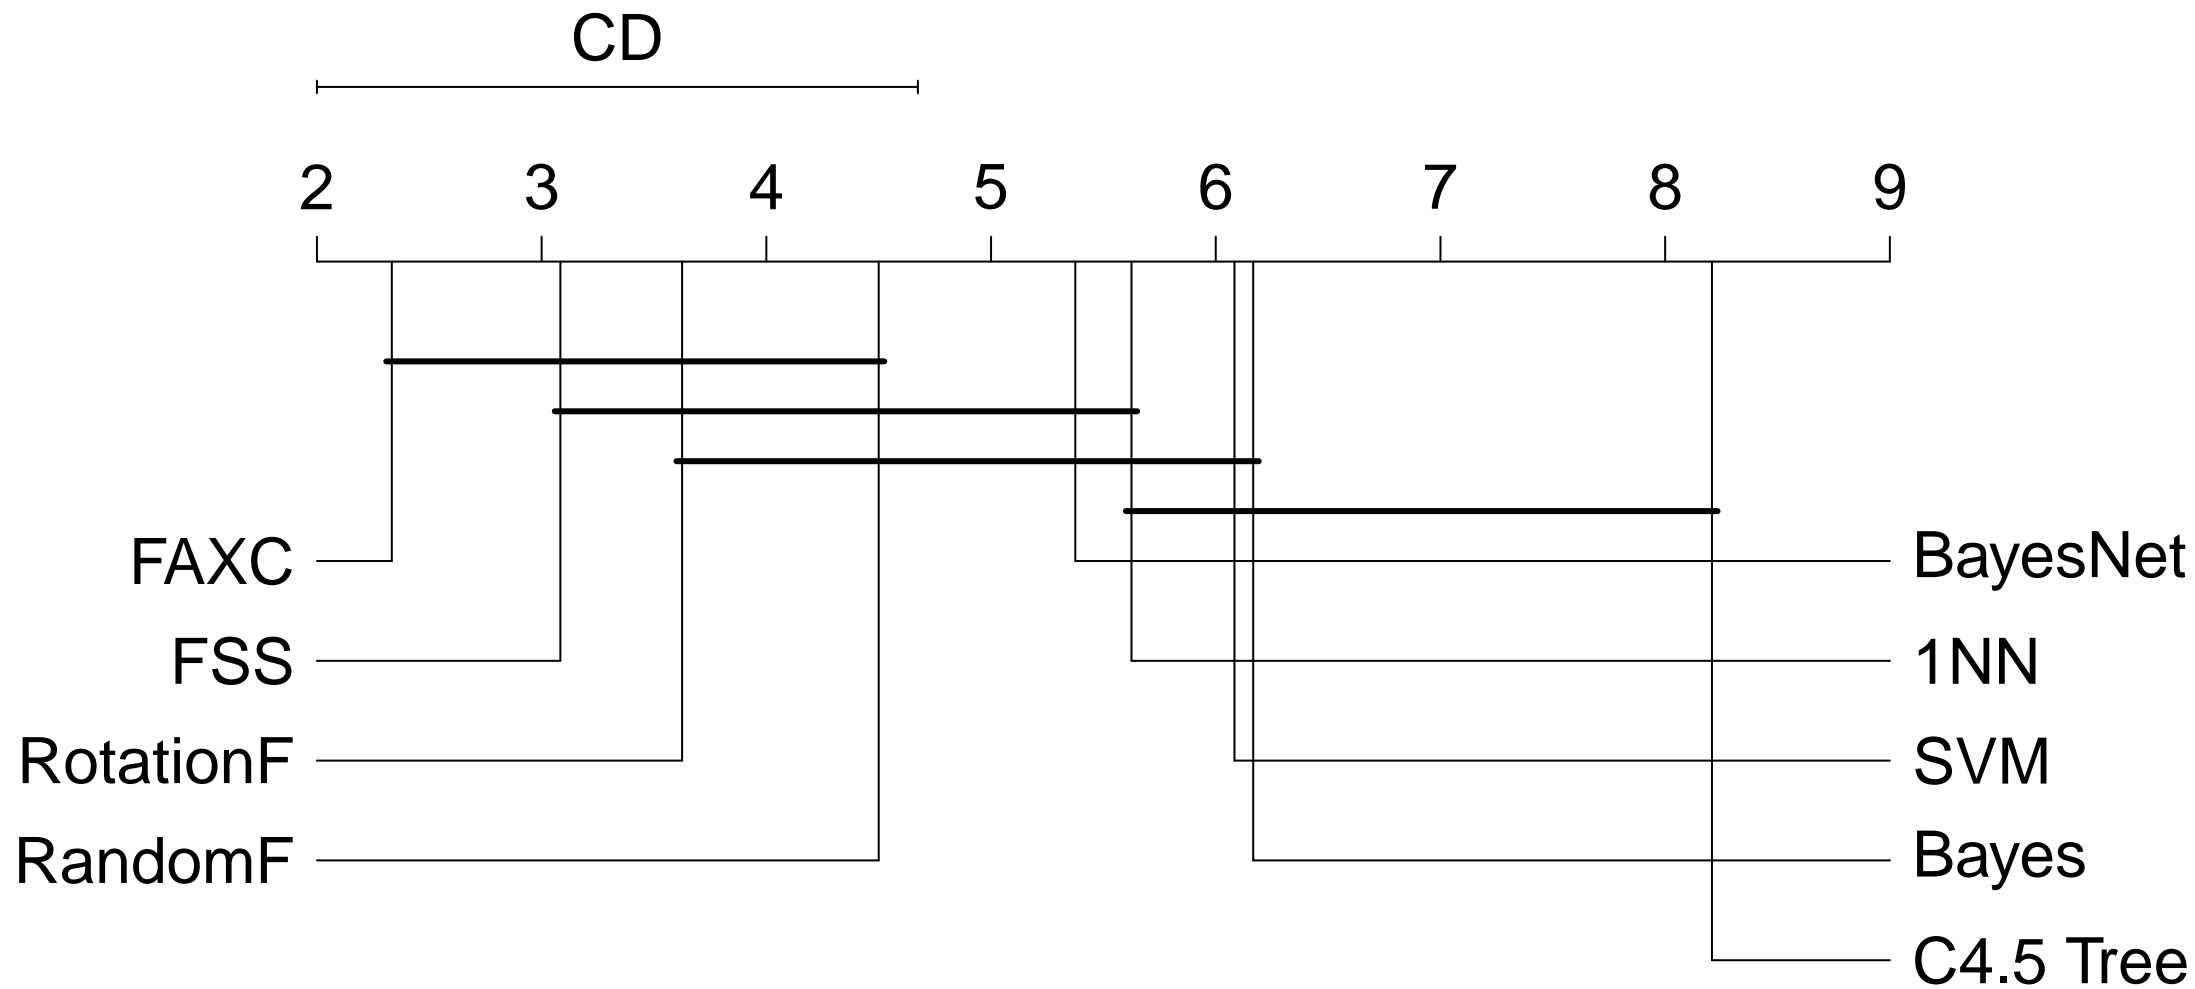 CD
2 3 4 5 6 7 8 9
FAXC
BayesNet
FSS
1NN
RotationF
SVM
RandomF
Bayes
C4.5 Tree